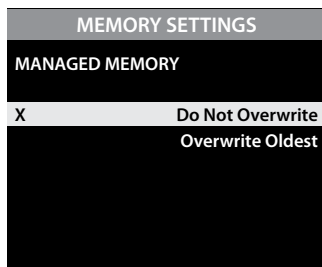 MEMORY SETTINGS
MANAGED MEMORY
X Do Not Overwrite
Overwrite Oldest